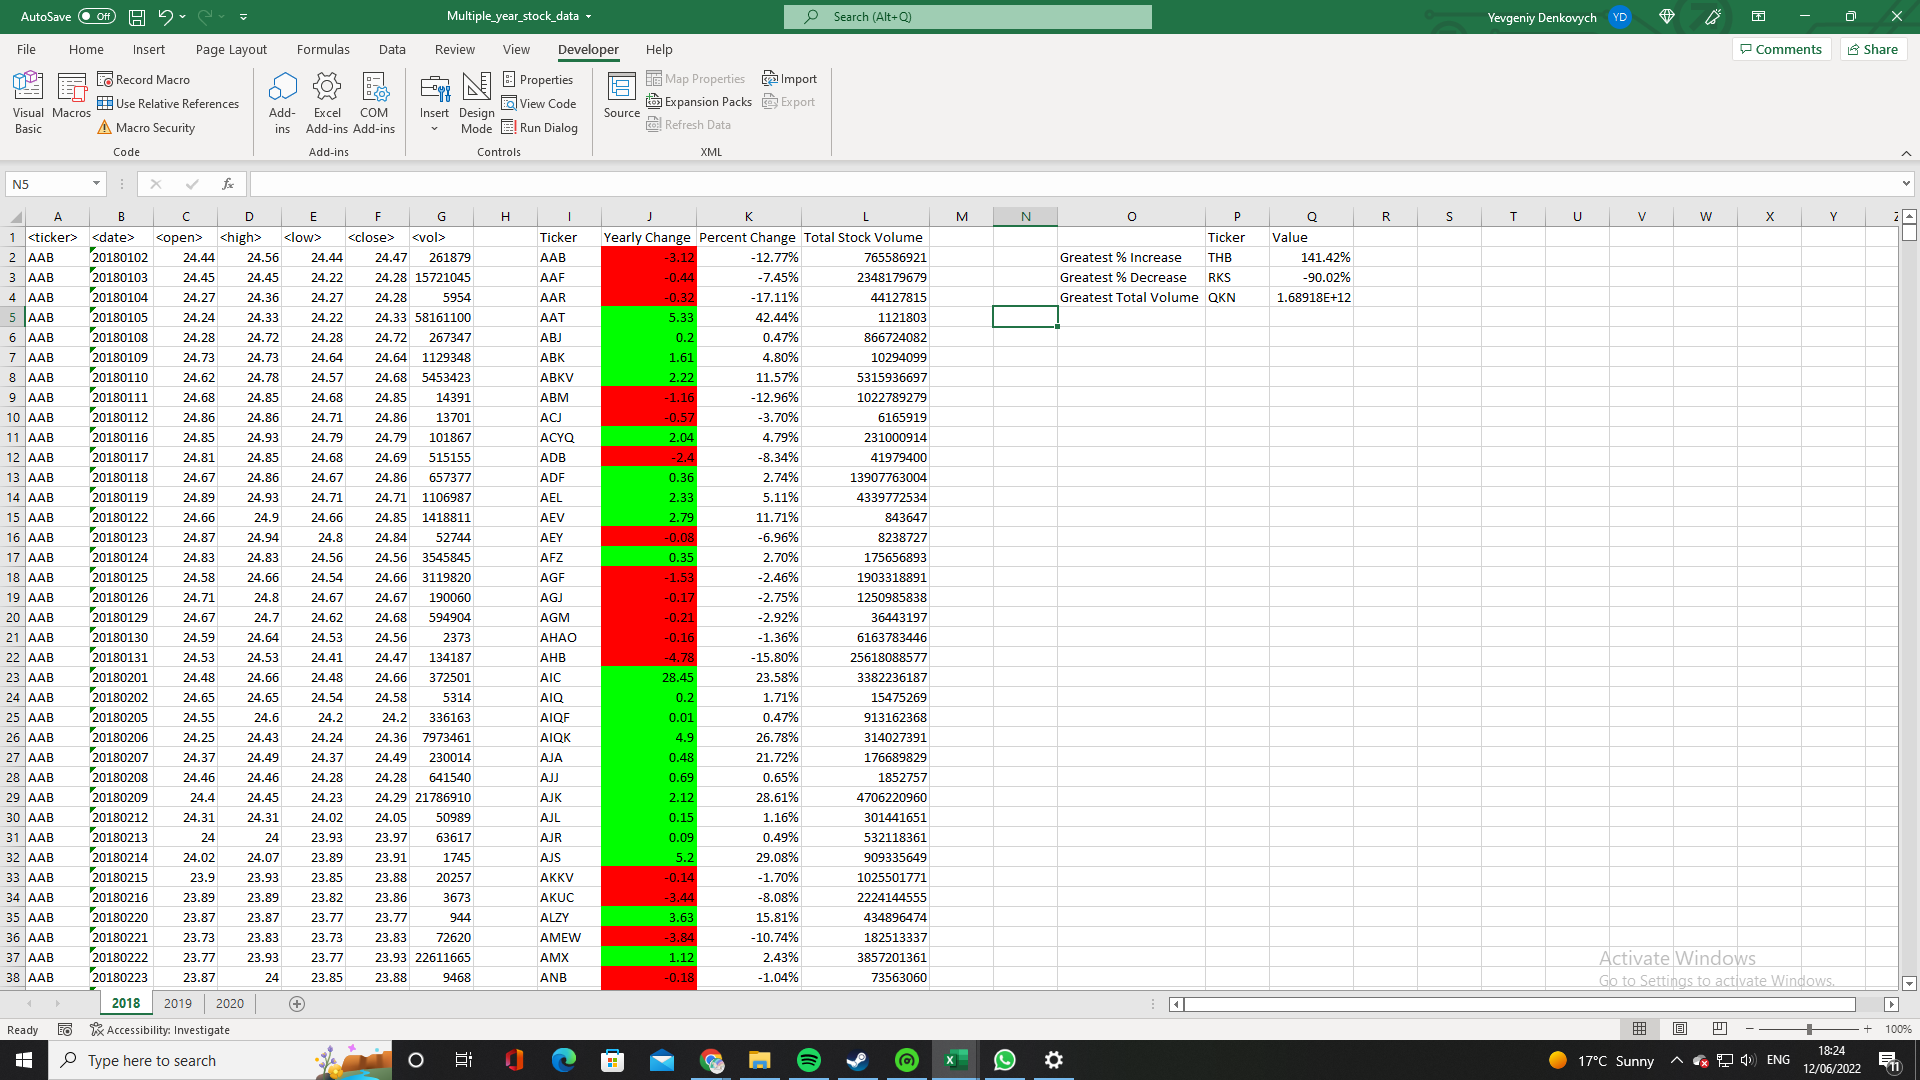 AutoSave Off Multiple_year_stock_data Search (Alt+Q) Yevgeniy Denkovych YD
File Home Insert Page Layout Formulas Data Review View Developer Help Comments Share
Visual Basic Macros Record Macro Use Relative References Macro Security Code
Add-ins Excel Add-ins COM Add-ins Add-ins
Insert Design Mode Properties View Code Run Dialog Controls
Source Map Properties Expansion Packs Refresh Data Import Export XML
N5 fx
A B C D E F G H I J K L M N O P Q R S T U V W X Y Z
1 <ticker> <date> <open> <high> <low> <close> <vol> Ticker Yearly Change Percent Change Total Stock Volume Ticker Value
2 AAB 20180102 24.44 24.56 24.44 24.47 261879 AAB -3.12 -12.77% 765586921 Greatest % Increase THB 141.42%
3 AAB 20180103 24.45 24.45 24.22 24.28 15721045 AAF -0.44 -7.45% 2348179679 Greatest % Decrease RKS -90.02%
4 AAB 20180104 24.27 24.36 24.27 24.28 5954 AAR -0.32 -17.11% 44127815 Greatest Total Volume QKN 1.68918E+12
5 AAB 20180105 24.24 24.33 24.22 24.33 58161100 AAT 5.33 42.44% 1121803
6 AAB 20180108 24.28 24.72 24.28 24.72 267347 ABJ 0.2 0.47% 866724082
7 AAB 20180109 24.73 24.73 24.64 24.64 1129348 ABK 1.61 4.80% 10294099
8 AAB 20180110 24.62 24.78 24.57 24.68 5453423 ABKV 2.22 11.57% 5315936697
9 AAB 20180111 24.68 24.85 24.68 24.85 14391 ABM -1.16 -12.96% 1022789279
10 AAB 20180112 24.86 24.86 24.71 24.86 13701 ACJ -0.57 -3.70% 6165919
11 AAB 20180116 24.85 24.93 24.79 24.79 101867 ACYQ 2.04 4.79% 231000914
12 AAB 20180117 24.81 24.85 24.68 24.69 515155 ADB -2.4 -8.34% 41979400
13 AAB 20180118 24.67 24.86 24.67 24.86 657377 ADF 0.36 2.74% 13907763004
14 AAB 20180119 24.89 24.93 24.71 24.71 1106987 AEL 2.33 5.11% 4339772534
15 AAB 20180122 24.66 24.9 24.66 24.85 1418811 AEV 2.79 11.71% 843647
16 AAB 20180123 24.87 24.94 24.8 24.84 52744 AEY -0.08 -6.96% 8238727
17 AAB 20180124 24.83 24.83 24.56 24.56 3545845 AFZ 0.35 2.70% 175656893
18 AAB 20180125 24.58 24.66 24.54 24.66 3119820 AGF -1.53 -2.46% 1903318891
19 AAB 20180126 24.71 24.8 24.67 24.67 190060 AGJ -0.17 -2.75% 1250985838
20 AAB 20180129 24.67 24.7 24.62 24.68 594904 AGM -0.21 -2.92% 36443197
21 AAB 20180130 24.59 24.64 24.53 24.56 2373 AHAO -0.16 -1.36% 6163783446
22 AAB 20180131 24.53 24.53 24.41 24.47 134187 AHB -4.78 -15.80% 25618088577
23 AAB 20180201 24.48 24.66 24.48 24.66 372501 AIC 28.45 23.58% 3382236187
24 AAB 20180202 24.65 24.65 24.54 24.58 5314 AIQ 0.2 1.71% 15475269
25 AAB 20180205 24.55 24.6 24.2 24.2 336163 AIQF 0.01 0.47% 913162368
26 AAB 20180206 24.25 24.43 24.24 24.36 7973461 AIQK 4.9 26.78% 314027391
27 AAB 20180207 24.37 24.49 24.37 24.49 230014 AJA 0.48 21.72% 176689829
28 AAB 20180208 24.46 24.46 24.28 24.28 641540 AJJ 0.69 0.65% 1852757
29 AAB 20180209 24.4 24.45 24.23 24.29 21786910 AJK 2.12 28.61% 4706220960
30 AAB 20180212 24.31 24.31 24.02 24.05 50989 AJL 0.15 1.16% 301441651
31 AAB 20180213 24 24 23.93 23.97 63617 AJR 0.09 0.49% 532118361
32 AAB 20180214 24.02 24.07 23.89 23.91 1745 AJS 5.2 29.08% 909335649
33 AAB 20180215 23.9 23.93 23.85 23.88 20257 AKKV -0.14 -1.70% 1025501771
34 AAB 20180216 23.89 23.89 23.82 23.86 3673 AKUC -3.44 -8.08% 2224144555
35 AAB 20180220 23.87 23.87 23.77 23.77 944 ALZY 3.63 15.81% 434896474
36 AAB 20180221 23.73 23.83 23.73 23.83 72620 AMEW -3.84 -10.74% 182513337
37 AAB 20180222 23.77 23.93 23.77 23.93 22611665 AMX 1.12 2.43% 3857201361
38 AAB 20180223 23.87 24 23.85 23.88 9468 ANB -0.18 -1.04% 73563060
Activate Windows
Go to Settings to activate Windows.
2018 2019 2020
Ready Accessibility: Investigate 100%
Type here to search 17°C Sunny ENG 18:24 12/06/2022 11